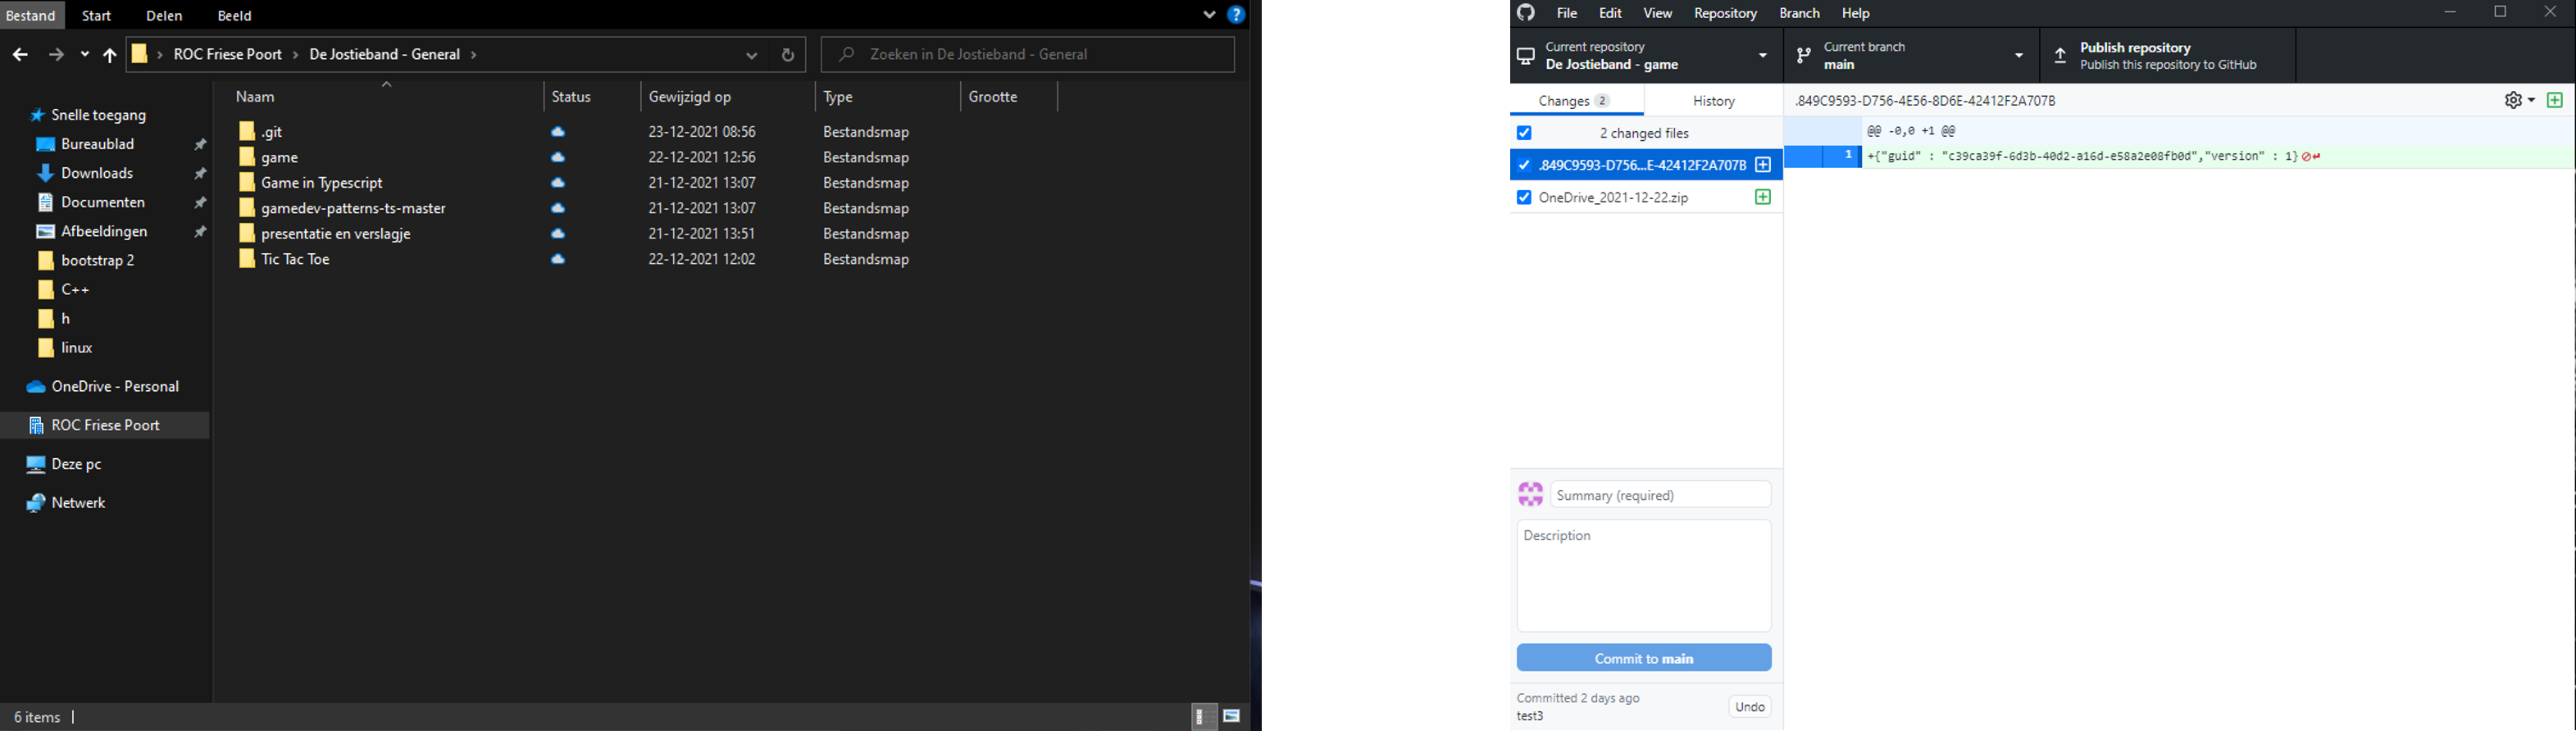 Bestand Start Delen Beeld
ROC Friese Poort De Jostieband - General
Zoeken in De Jostieband - General
Naam Status Gewijzigd op Type Grootte
.git 23-12-2021 08:56 Bestandsmap
game 22-12-2021 12:56 Bestandsmap
Game in Typescript 21-12-2021 13:07 Bestandsmap
gamedev-patterns-ts-master 21-12-2021 13:07 Bestandsmap
presentatie en verslagje 21-12-2021 13:51 Bestandsmap
Tic Tac Toe 22-12-2021 12:02 Bestandsmap
Snelle toegang
Bureaublad
Downloads
Documenten
Afbeeldingen
bootstrap 2
C++
h
linux
OneDrive - Personal
ROC Friese Poort
Deze pc
Netwerk
6 items
File Edit View Repository Branch Help
Current repository
De Jostieband - game
Current branch
main
Publish repository
Publish this repository to GitHub
Changes 2 History
2 changed files
.849C9593-D756...E-42412F2A707B
OneDrive_2021-12-22.zip
.849C9593-D756-4E56-8D6E-42412F2A707B
@@ -0,0 +1 @@
1 +{"guid" : "c39ca39f-6d3b-40d2-a16d-e58a2e08fb0d","version" : 1}
Summary (required)
Description
Commit to main
Committed 2 days ago
test3
Undo